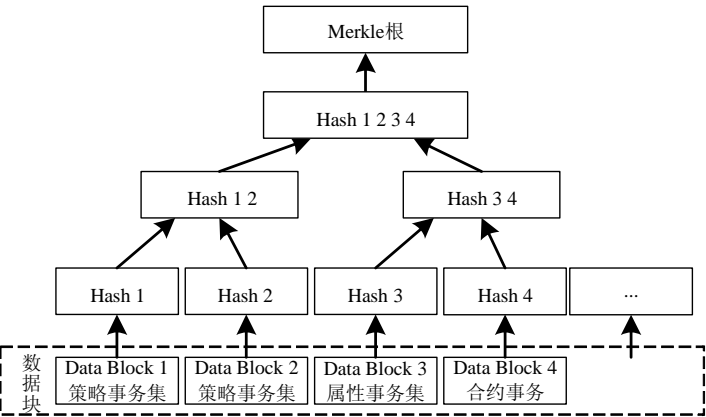 Merkle根
Hash 1 2 3 4
Hash 1 2
Hash 3 4
Hash 1
Hash 2
Hash 3
Hash 4
...
数据块
Data Block 1
策略事务集
Data Block 2
策略事务集
Data Block 3
属性事务集
Data Block 4
合约事务